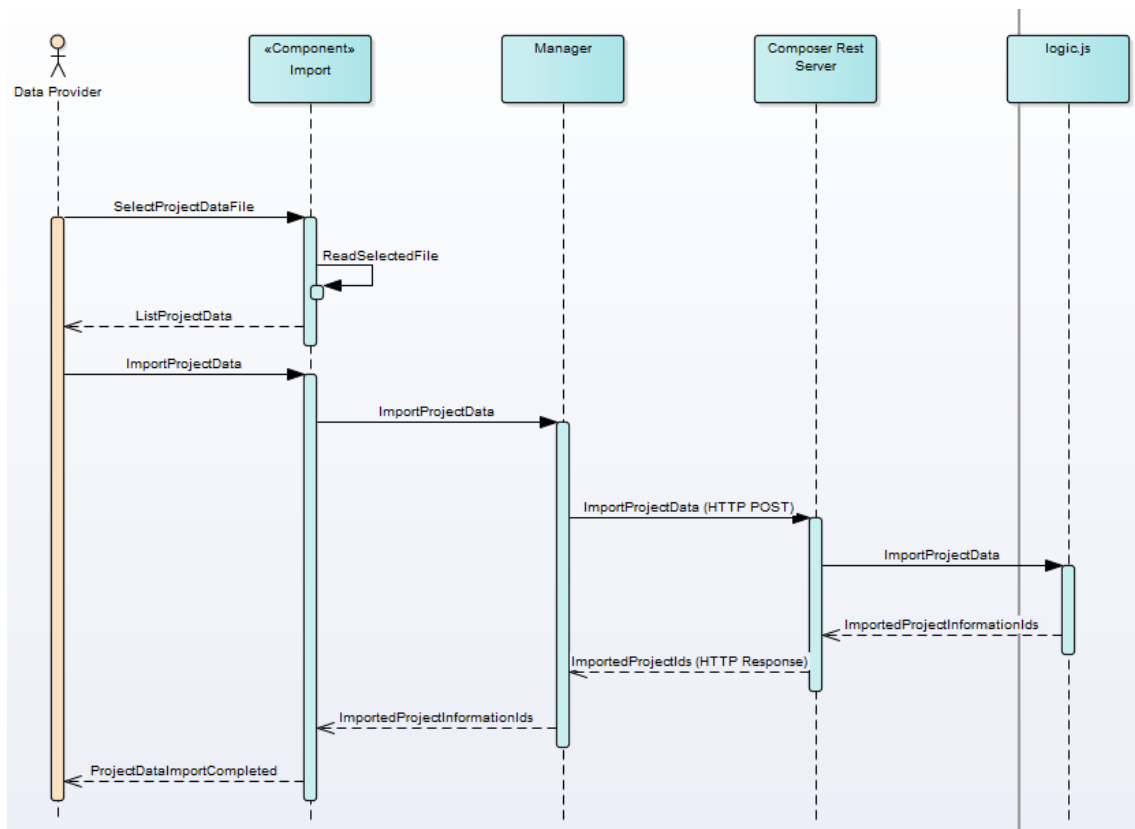 «Component»
Import
Manager
Composer Rest
Server
logic.js
Data Provider
SelectProjectDataFile
ReadSelectedFile
ListProjectData
ImportProjectData
ImportProjectData
ImportProjectData (HTTP POST)
ImportProjectData
ImportedProjectInformationIds
ImportedProjectIds (HTTP Response)
ImportedProjectInformationIds
ProjectDataImportCompleted